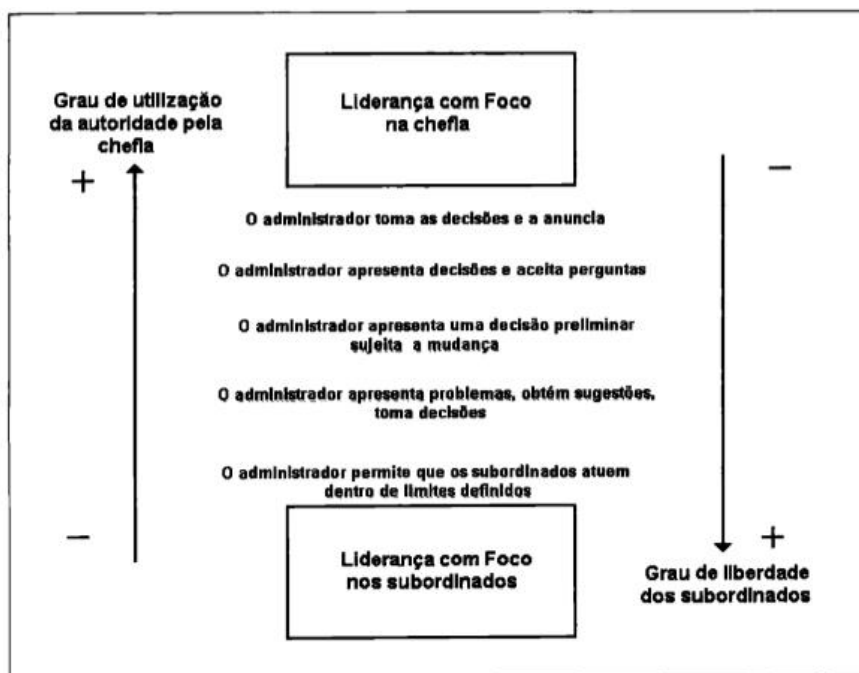 Grau de utilização
da autoridade pela
chefia
+
Liderança com Foco
na chefia
−
O administrador toma as decisões e a anuncia
O administrador apresenta decisões e aceita perguntas
O administrador apresenta uma decisão preliminar
sujeita a mudança
O administrador apresenta problemas, obtém sugestões,
toma decisões
O administrador permite que os subordinados atuem
dentro de limites definidos
−
Liderança com Foco
nos subordinados
+
Grau de liberdade
dos subordinados